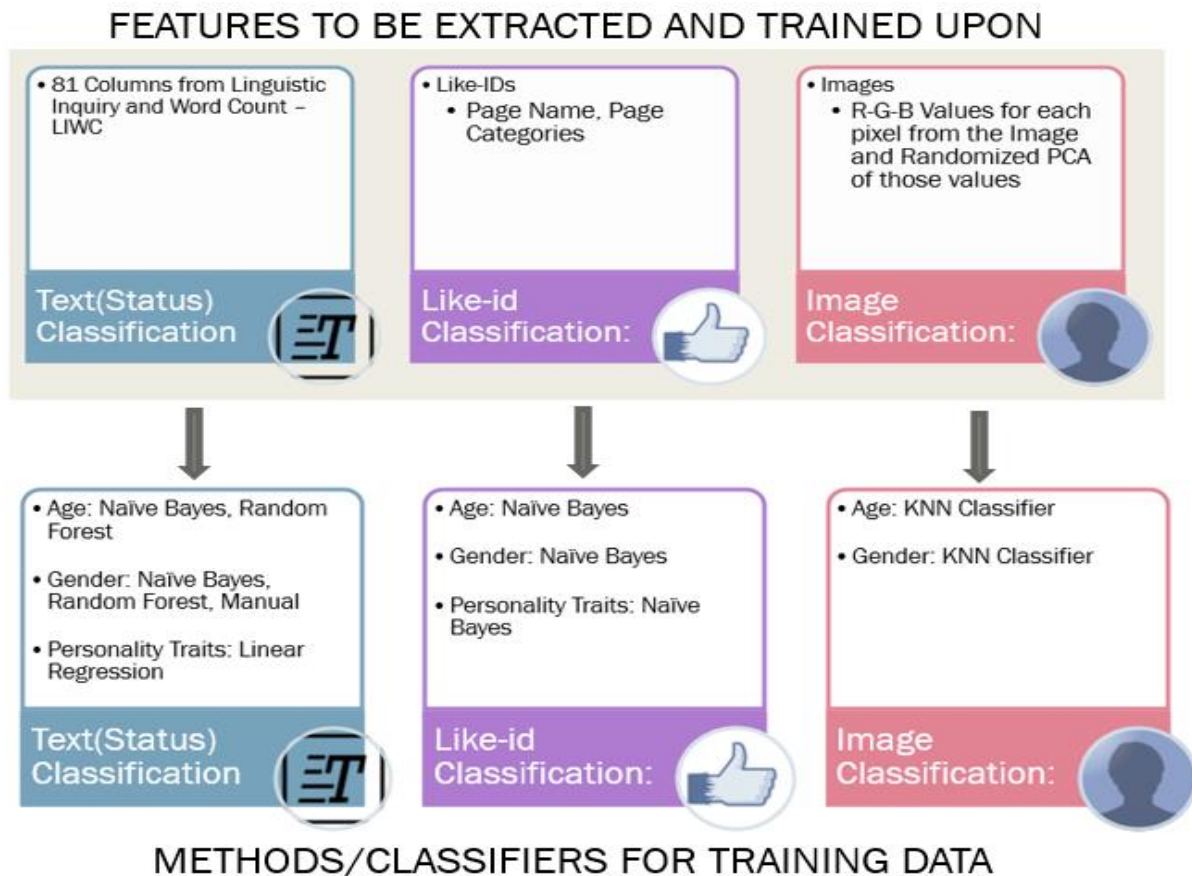 FEATURES TO BE EXTRACTED AND TRAINED UPON
• 81 Columns from Linguistic
Inquiry and Word Count –
LIWC
Text(Status)
Classification
T
• Like-IDs
• Page Name, Page
Categories
Like-id
Classification:
• Images
• R-G-B Values for each
pixel from the Image
and Randomized PCA
of those values
Image
Classification:
• Age: Naïve Bayes, Random
Forest
• Gender: Naïve Bayes,
Random Forest, Manual
• Personality Traits: Linear
Regression
Text(Status)
Classification
T
• Age: Naïve Bayes
• Gender: Naïve Bayes
• Personality Traits: Naïve
Bayes
Like-id
Classification:
• Age: KNN Classifier
• Gender: KNN Classifier
Image
Classification:
METHODS/CLASSIFIERS FOR TRAINING DATA